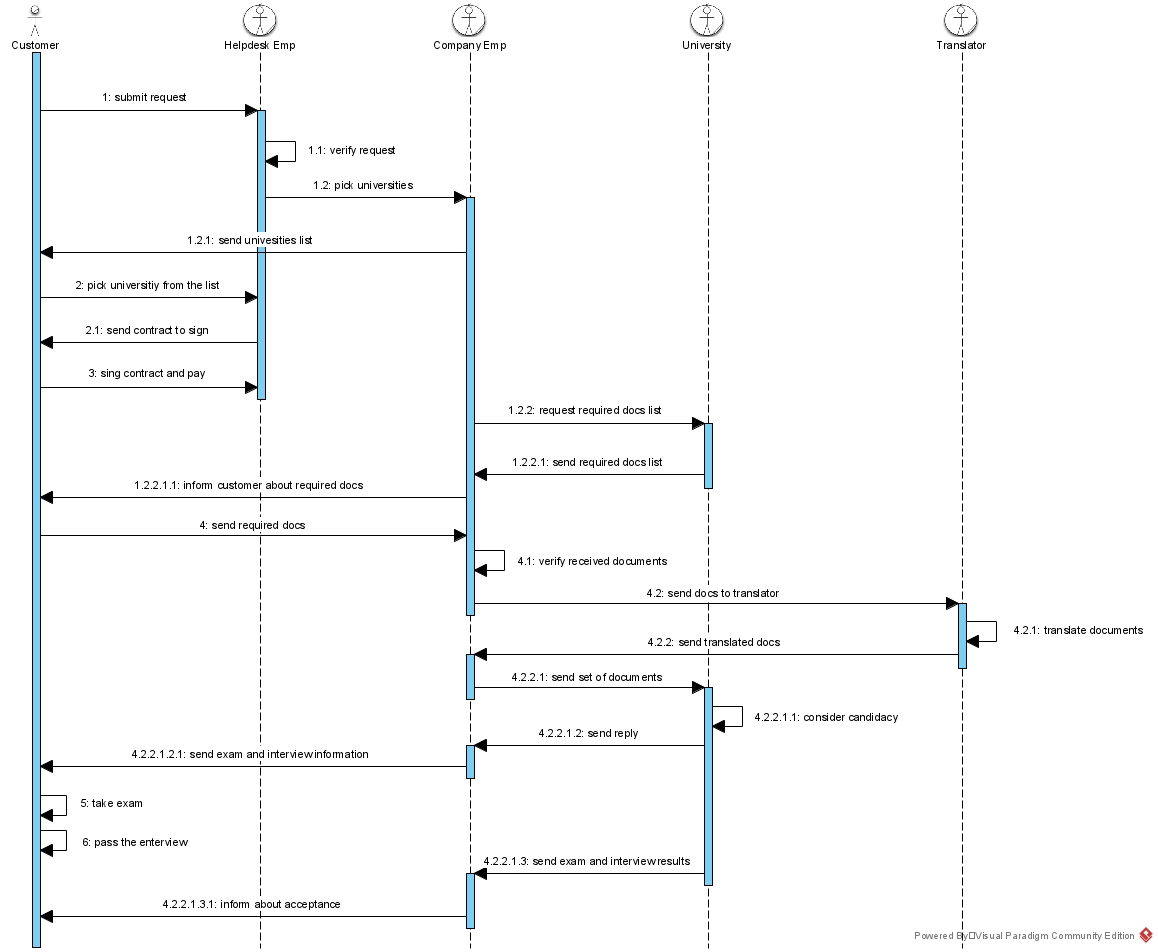 Customer
Helpdesk Emp
Company Emp
University
Translator
1: submit request
1.1: verify request
1.2: pick universities
1.2.1: send univesities list
2: pick universitiy from the list
2.1: send contract to sign
3: sing contract and pay
1.2.2: request required docs list
1.2.2.1: send required docs list
1.2.2.1.1: inform customer about required docs
4: send required docs
4.1: verify received documents
4.2: send docs to translator
4.2.1: translate documents
4.2.2: send translated docs
4.2.2.1: send set of documents
4.2.2.1.1: consider candidacy
4.2.2.1.2: send reply
4.2.2.1.2.1: send exam and interview information
5: take exam
6: pass the enterview
4.2.2.1.3: send exam and interview results
4.2.2.1.3.1: inform about acceptance
Powered By Visual Paradigm Community Edition